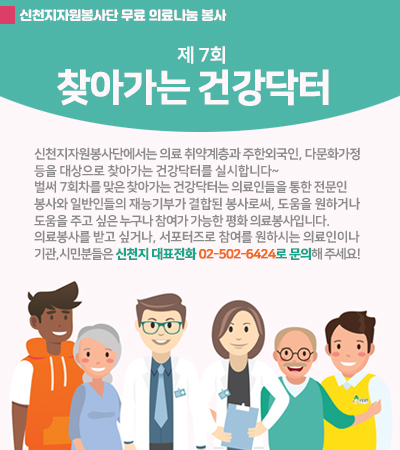 신천지자원봉사단 무료 의료나눔 봉사
제 7회
찾아가는 건강닥터
신천지자원봉사단에서는 의료 취약계층과 주한외국인, 다문화가정
등을 대상으로 찾아가는 건강닥터를 실시합니다~
벌써 7회차를 맞은 찾아가는 건강닥터는 의료인들을 통한 전문인
봉사와 일반인들의 재능기부가 결합된 봉사로써, 도움을 원하거나
도움을 주고 싶은 누구나 참여가 가능한 평화 의료봉사입니다.
의료봉사를 받고 싶거나, 서포터즈로 참여를 원하시는 의료인이나
기관,시민분들은 신천지 대표전화 02-502-6424로 문의해 주세요!